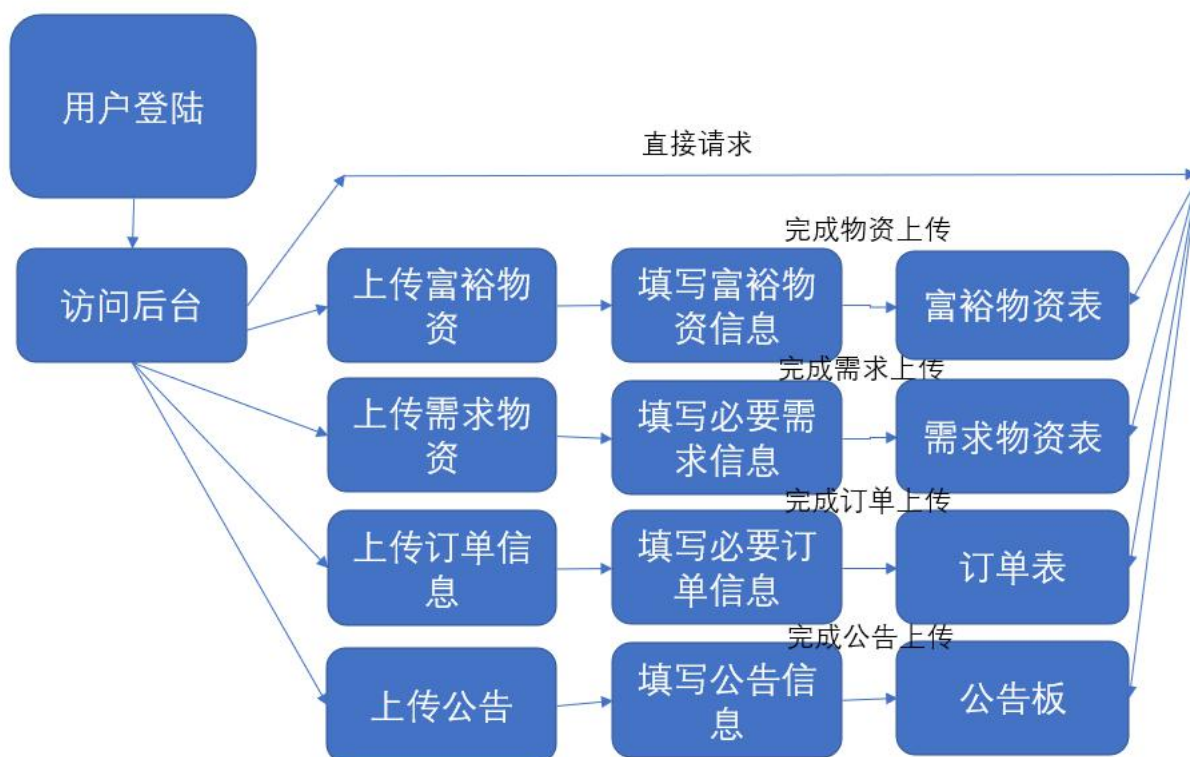 用户登陆
直接请求
完成物资上传
访问后台
上传富裕物
资
填写富裕物
资信息
富裕物资表
完成需求上传
上传需求物
资
填写必要需
求信息
需求物资表
完成订单上传
上传订单信
息
填写必要订
单信息
订单表
完成公告上传
上传公告
填写公告信
息
公告板